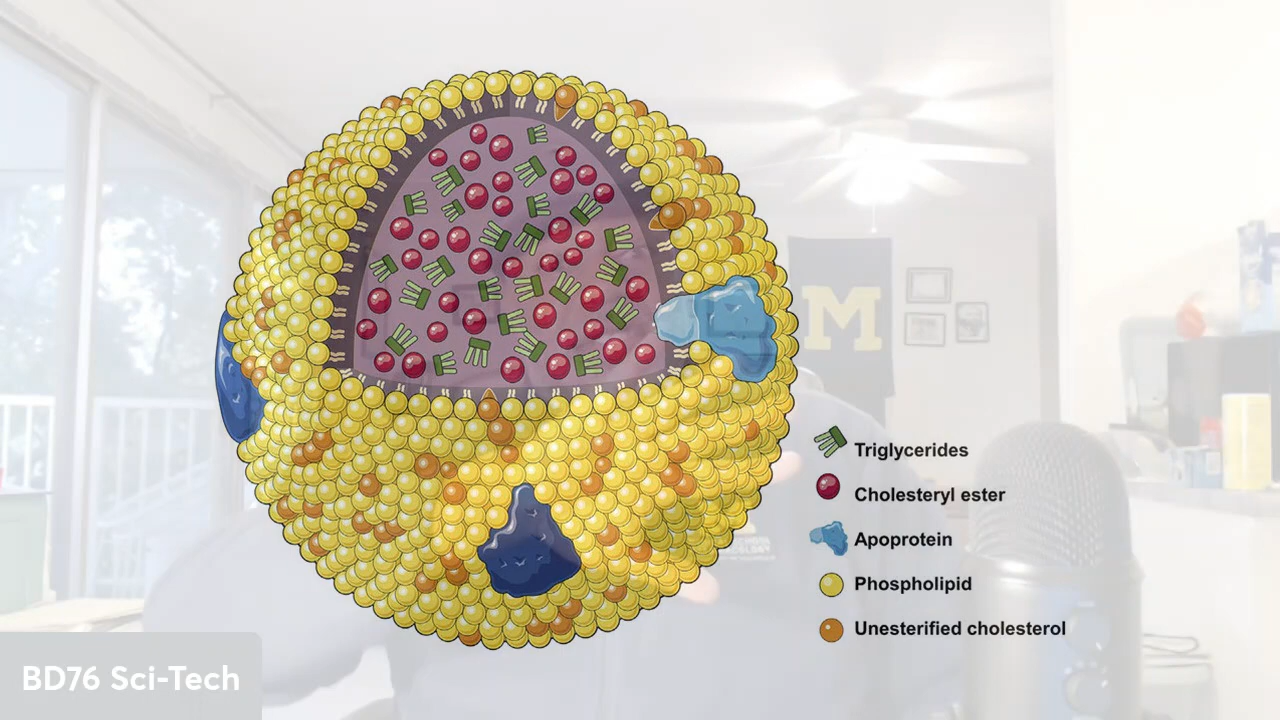 M
Triglycerides
Cholesteryl ester
Apoprotein
Phospholipid
Unesterified cholesterol
BD76 Sci-Tech